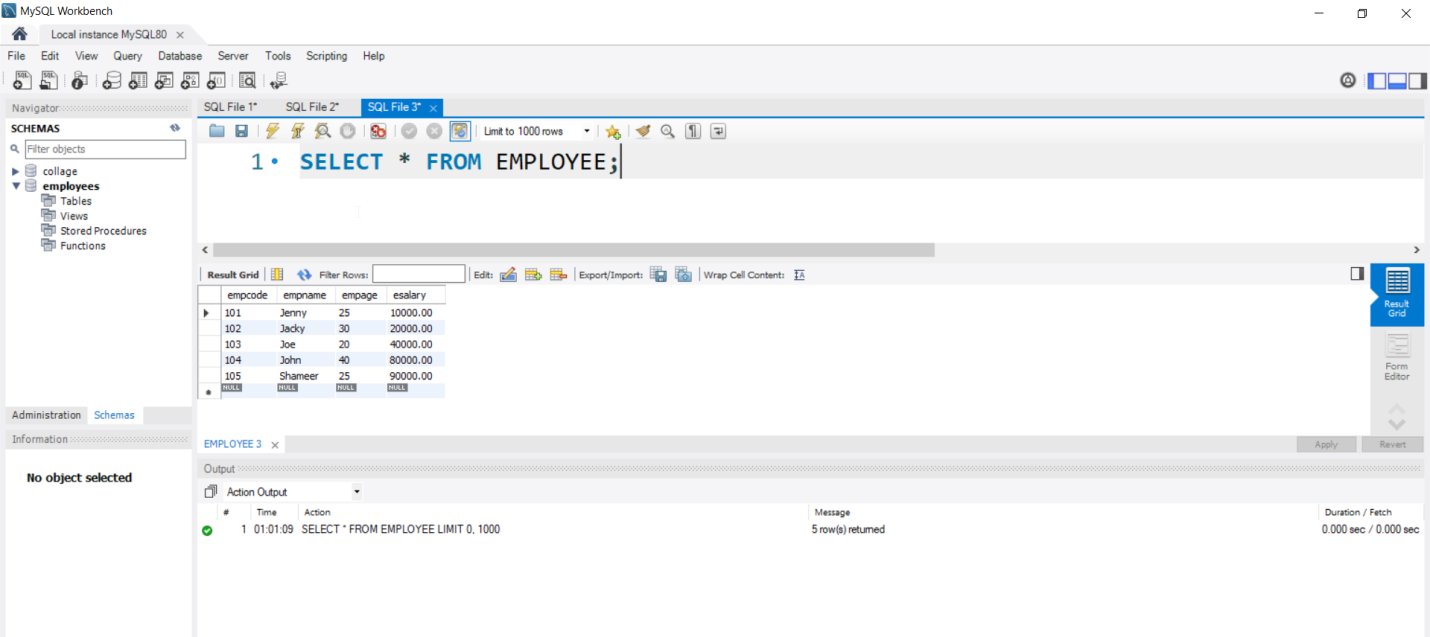 MySQL Workbench
Local instance MySQL80 ×
File Edit View Query Database Server Tools Scripting Help
Navigator
SCHEMAS
Filter objects
collage
employees
Tables
Views
Stored Procedures
Functions
Administration Schemas
Information
No object selected
SQL File 1* SQL File 2* SQL File 3* ×
Limit to 1000 rows
1 • SELECT * FROM EMPLOYEE;
Result Grid Filter Rows: Edit: Export/Import: Wrap Cell Content: IA
empcode empname empage esalary
101 Jenny 25 10000.00
102 Jacky 30 20000.00
103 Joe 20 40000.00
104 John 40 80000.00
105 Shameer 25 90000.00
NULL NULL NULL NULL
Result
Grid
Form
Editor
EMPLOYEE 3 ×
Apply Revert
Output
Action Output
# Time Action Message Duration / Fetch
1 01:01:09 SELECT * FROM EMPLOYEE LIMIT 0, 1000 5 row(s) returned 0.000 sec / 0.000 sec